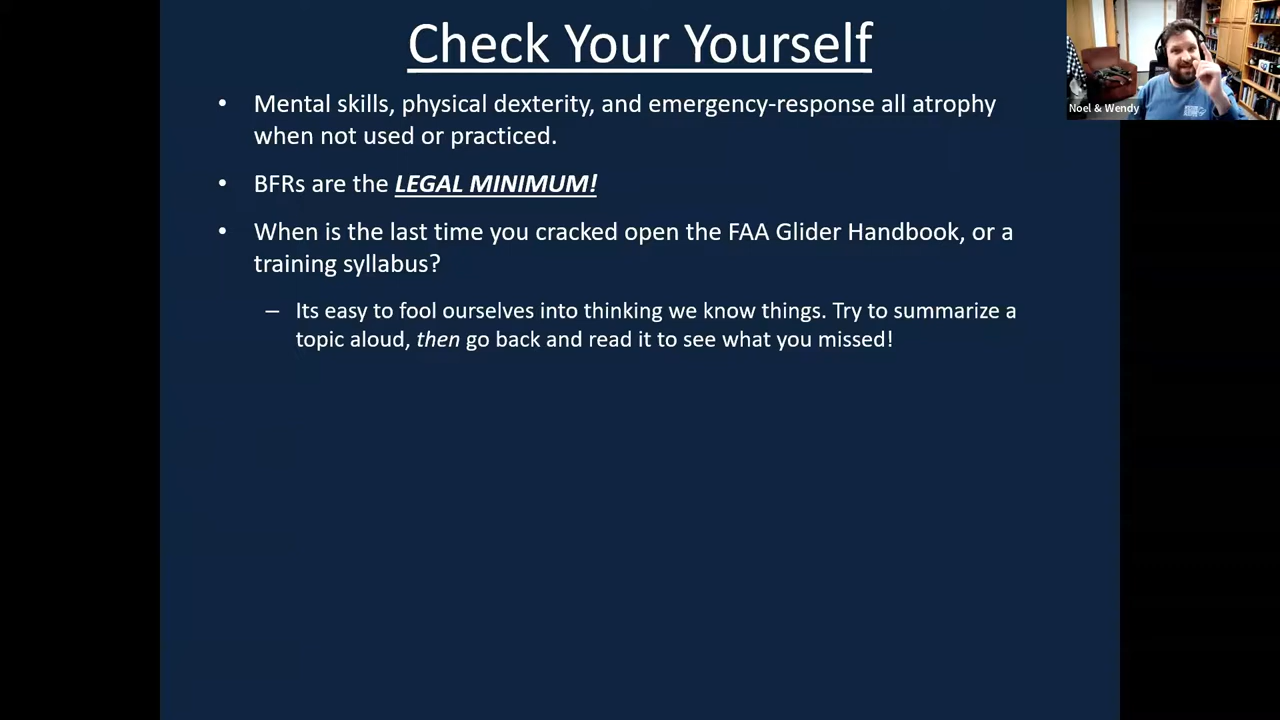 Check Your Yourself
• Mental skills, physical dexterity, and emergency-response all atrophy
when not used or practiced.
• BFRs are the LEGAL MINIMUM!
• When is the last time you cracked open the FAA Glider Handbook, or a
training syllabus?
– Its easy to fool ourselves into thinking we know things. Try to summarize a
topic aloud, then go back and read it to see what you missed!
Noel & Wendy